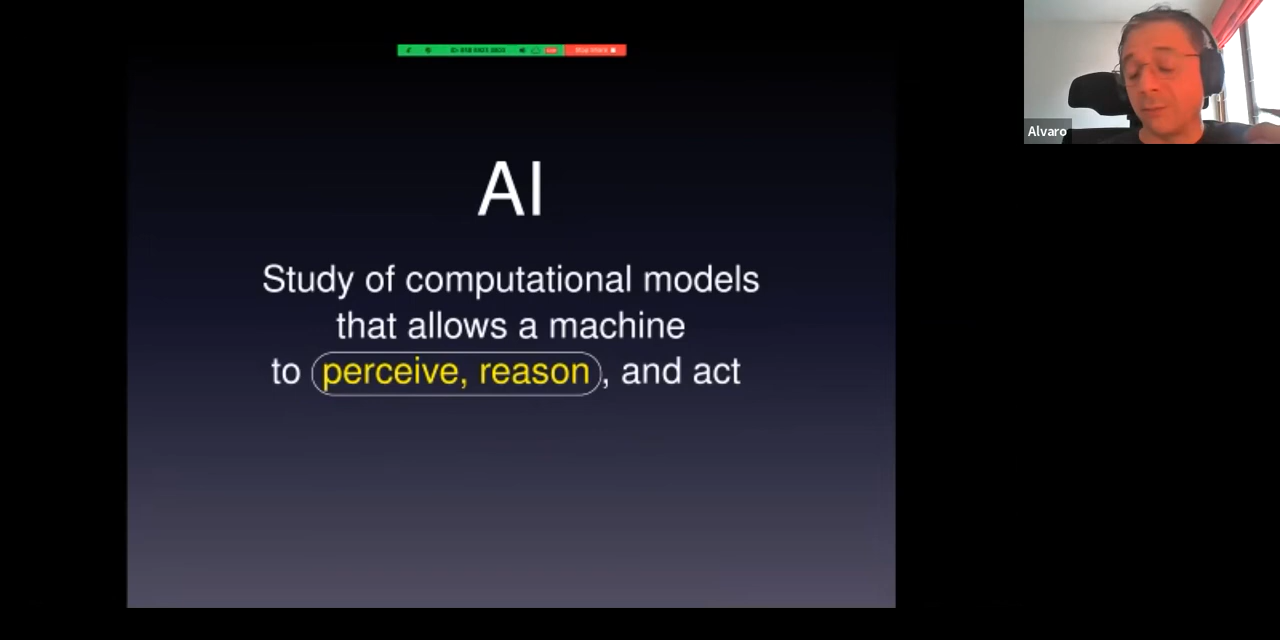 AI
Study of computational models
that allows a machine
to perceive, reason, and act
Alvaro